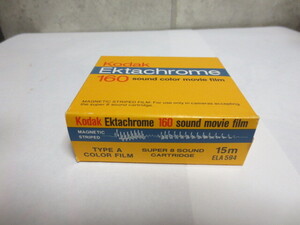 Kodak
Ektachrome
160 sound color movie film
MAGNETIC STRIPED FILM For use only in cameras accepting
the super 8 sound cartridge.
Kodak Ektachrome 160 sound movie film
MAGNETIC
STRIPED
TYPE A
COLOR FILM
SUPER 8 SOUND
CARTRIDGE
15m
ELA 594